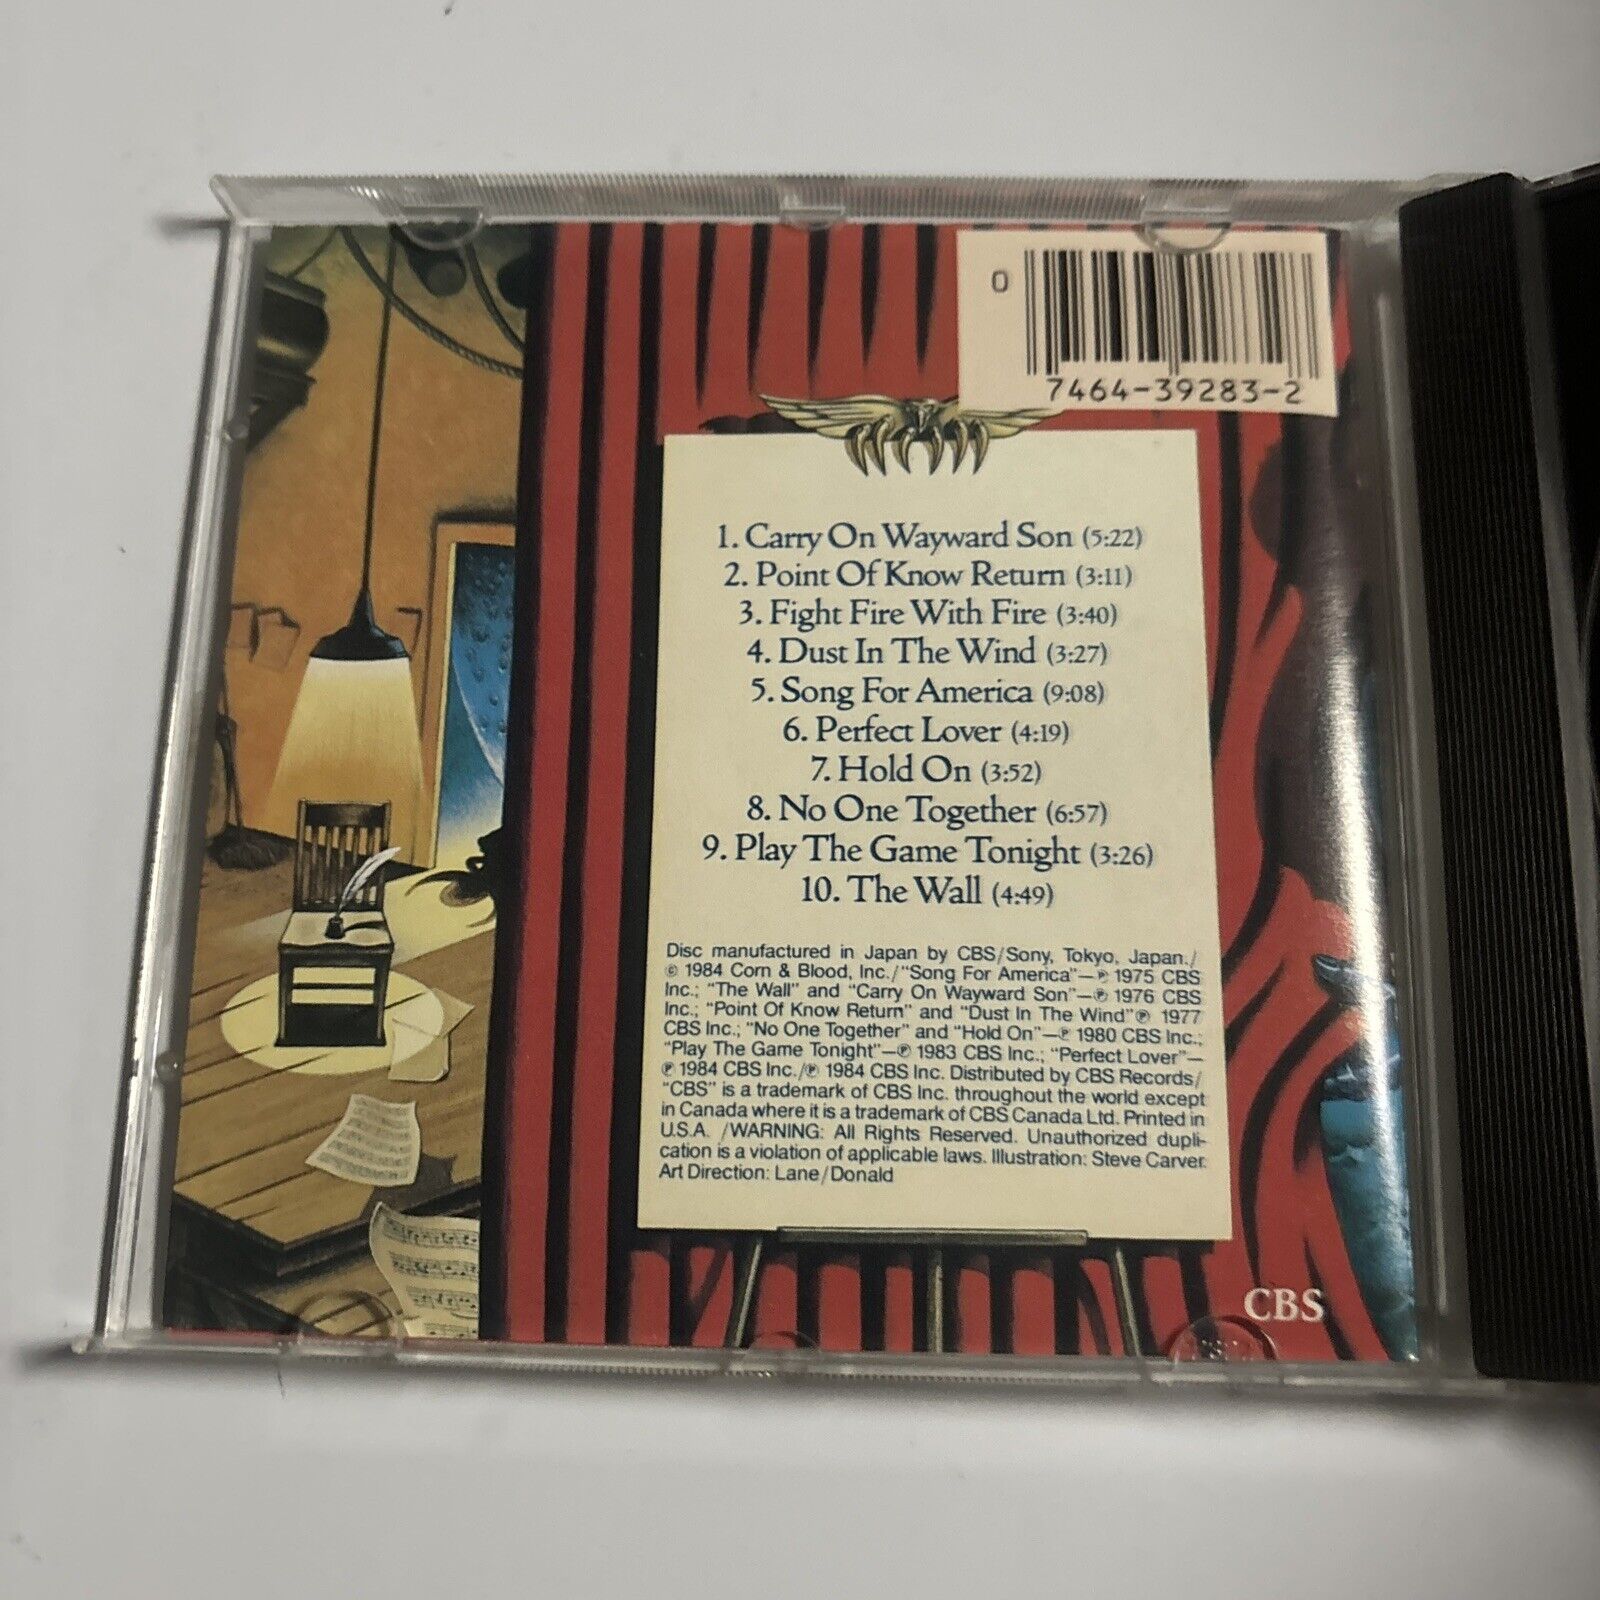 0
7464-39283-2
1. Carry On Wayward Son (5:22)
2. Point Of Know Return (3:11)
3. Fight Fire With Fire (3:40)
4. Dust In The Wind (3:27)
5. Song For America (9:08)
6. Perfect Lover (4:19)
7. Hold On (3:52)
8. No One Together (6:57)
9. Play The Game Tonight (3:26)
10. The Wall (4:49)
Disc manufactured in Japan by CBS/Sony, Tokyo, Japan./
© 1984 Corn & Blood, Inc./"Song For America"—℗ 1975 CBS
Inc.; "The Wall" and "Carry On Wayward Son"—℗ 1976 CBS
Inc.; "Point Of Know Return" and "Dust In The Wind"℗ 1977
CBS Inc.; "No One Together" and "Hold On"—℗ 1980 CBS Inc.;
"Play The Game Tonight"—℗ 1983 CBS Inc.; "Perfect Lover"—
℗ 1984 CBS Inc./℗ 1984 CBS Inc. Distributed by CBS Records/
"CBS" is a trademark of CBS Inc. throughout the world except
in Canada where it is a trademark of CBS Canada Ltd. Printed in
U.S.A. /WARNING: All Rights Reserved. Unauthorized dupli-
cation is a violation of applicable laws. Illustration: Steve Carver.
Art Direction: Lane/Donald
CBS